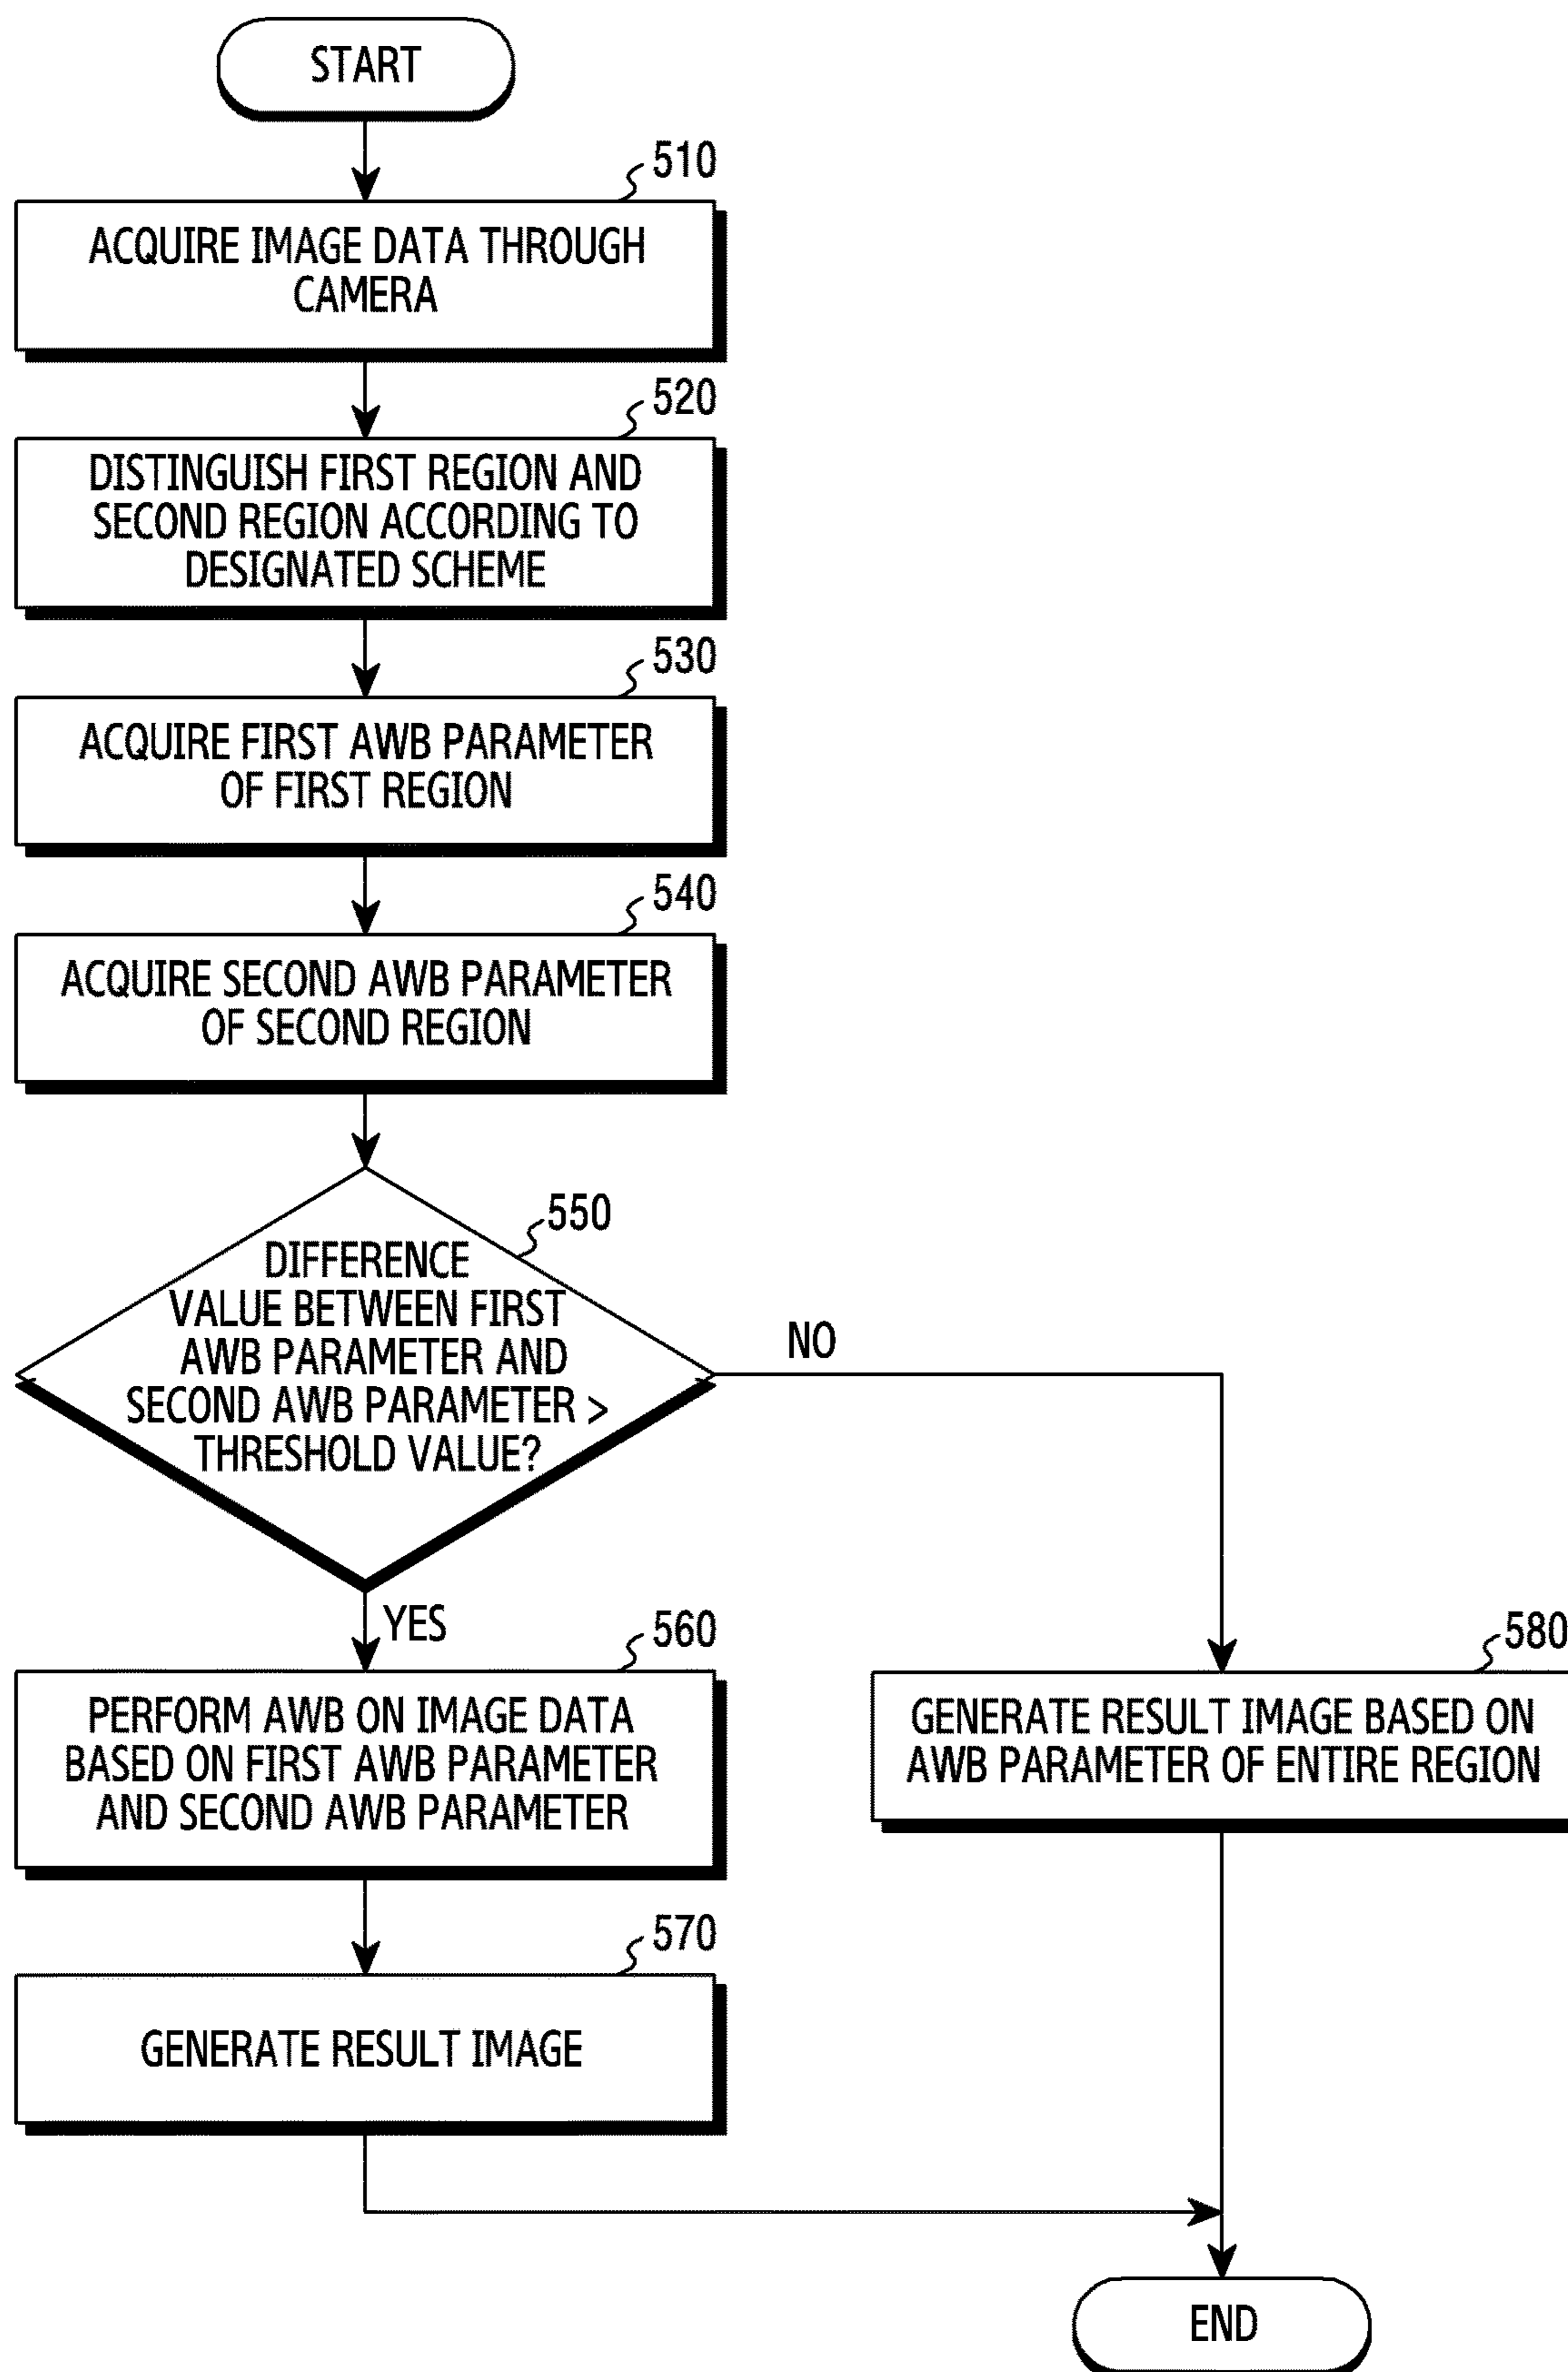 START
510
ACQUIRE IMAGE DATA THROUGH
CAMERA
520
DISTINGUISH FIRST REGION AND
SECOND REGION ACCORDING TO
DESIGNATED SCHEME
530
ACQUIRE FIRST AWB PARAMETER
OF FIRST REGION
540
ACQUIRE SECOND AWB PARAMETER
OF SECOND REGION
550
DIFFERENCE
VALUE BETWEEN FIRST
AWB PARAMETER AND
SECOND AWB PARAMETER >
THRESHOLD VALUE?
NO
YES
560
PERFORM AWB ON IMAGE DATA
BASED ON FIRST AWB PARAMETER
AND SECOND AWB PARAMETER
580
GENERATE RESULT IMAGE BASED ON
AWB PARAMETER OF ENTIRE REGION
570
GENERATE RESULT IMAGE
END